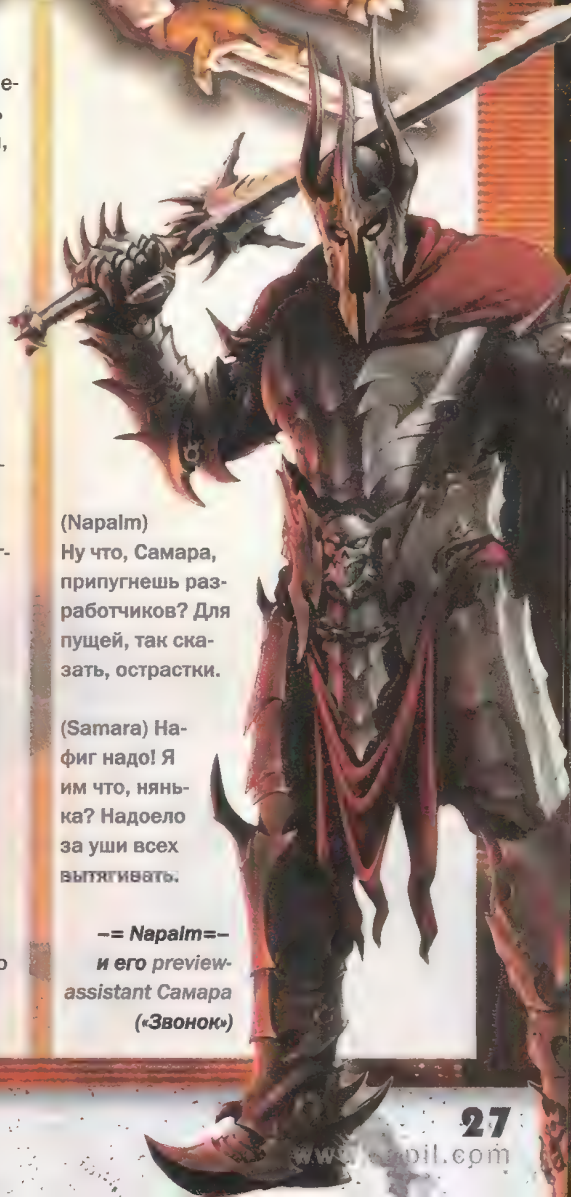 е-
(Napalm)
Ну что, Самара,
припугнешь раз-
работчиков? Для
пущей, так ска-
зать, острастки.
(Samara) На-
фиг надо! Я
им что, нянь-
ка? Надоело
за уши всех
вытягивать.
–= Napalm=–
и его preview-
assistant Самара
(«Звонок»)
27